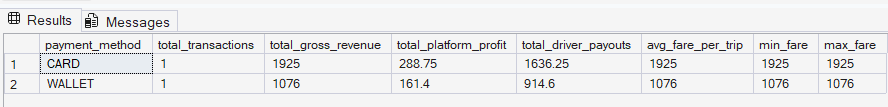 Results Messages
payment_method total_transactions total_gross_revenue total_platform_profit total_driver_payouts avg_fare_per_trip min_fare max_fare
1 CARD 1 1925 288.75 1636.25 1925 1925 1925
2 WALLET 1 1076 161.4 914.6 1076 1076 1076